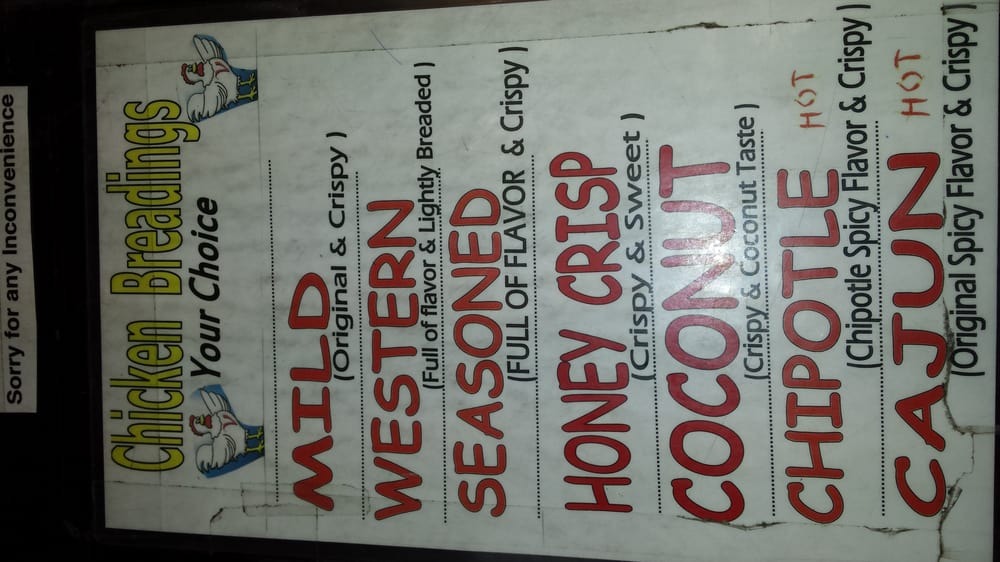 Sorry for any Inconvenience
Chicken Breadings
Your Choice
MILD
(Original & Crispy )
WESTERN
(Full of flavor & Lightly Breaded )
SEASONED
(FULL OF FLAVOR & Crispy )
HONEY CRISP
(Crispy & Sweet )
COCONUT
(Crispy & Coconut Taste )
CHIPOTLE HOT
(Chipotle Spicy Flavor & Crispy )
CAJUN HOT
(Original Spicy Flavor & Crispy )